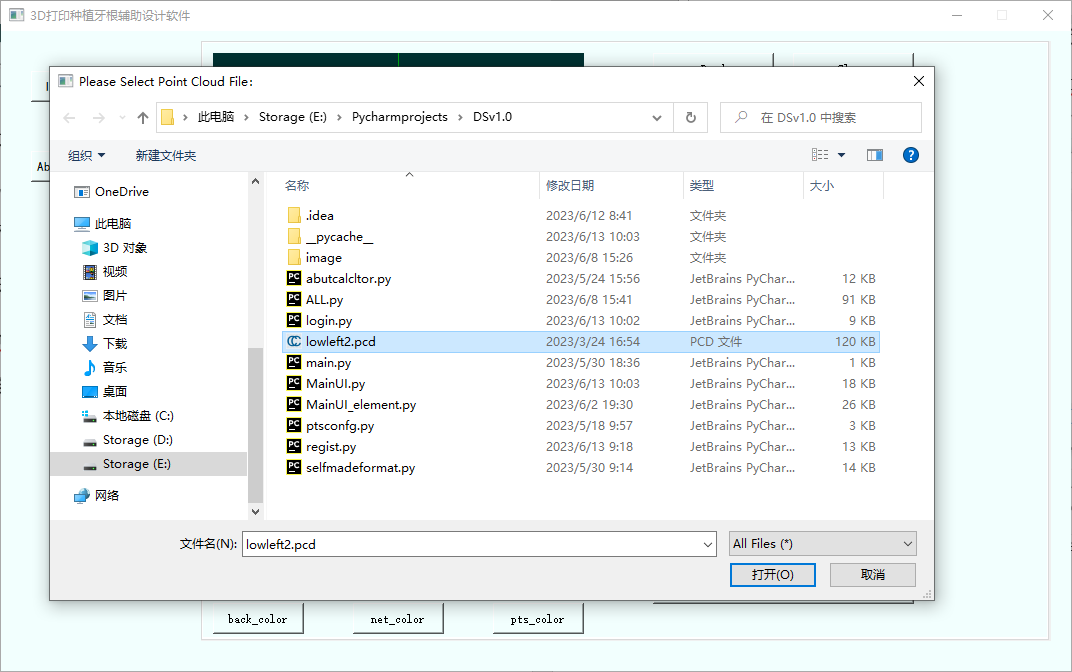 3D打印种植牙根辅助设计软件
Please Select Point Cloud File:
此电脑 Storage (E:) Pycharmprojects DSv1.0
在 DSv1.0 中搜索
组织 新建文件夹
Ab
OneDrive
此电脑
3D 对象
视频
图片
文档
下载
音乐
桌面
本地磁盘 (C:)
Storage (D:)
Storage (E:)
网络
名称 修改日期 类型 大小
.idea 2023/6/12 8:41 文件夹
__pycache__ 2023/6/13 10:03 文件夹
image 2023/6/8 15:26 文件夹
abutcalcltor.py 2023/5/24 15:56 JetBrains PyChar... 12 KB
ALL.py 2023/6/8 15:41 JetBrains PyChar... 91 KB
login.py 2023/6/13 10:02 JetBrains PyChar... 9 KB
lowleft2.pcd 2023/3/24 16:54 PCD 文件 120 KB
main.py 2023/5/30 18:36 JetBrains PyChar... 1 KB
MainUI.py 2023/6/13 10:03 JetBrains PyChar... 18 KB
MainUI_element.py 2023/6/2 19:30 JetBrains PyChar... 26 KB
ptsconfg.py 2023/5/18 9:57 JetBrains PyChar... 3 KB
regist.py 2023/6/13 9:18 JetBrains PyChar... 13 KB
selfmadeformat.py 2023/5/30 9:14 JetBrains PyChar... 14 KB
文件名(N): lowleft2.pcd All Files (*)
打开(O) 取消
back_color net_color pts_color